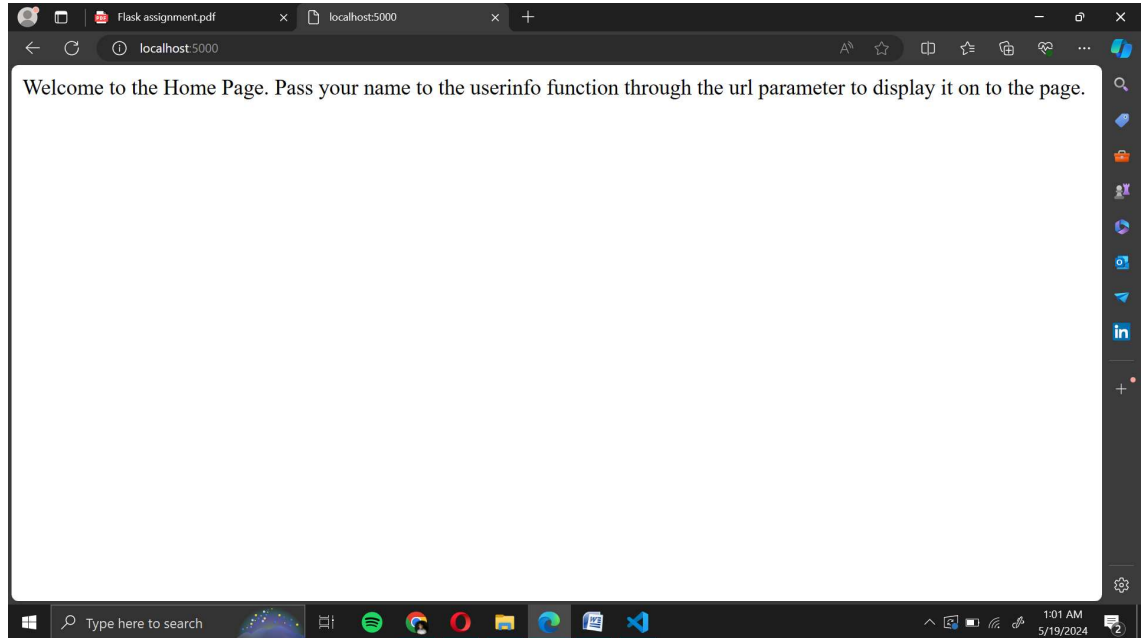 Flask assignment.pdf
localhost:5000
localhost:5000
Welcome to the Home Page. Pass your name to the userinfo function through the url parameter to display it on to the page.
Type here to search
1:01 AM
5/19/2024